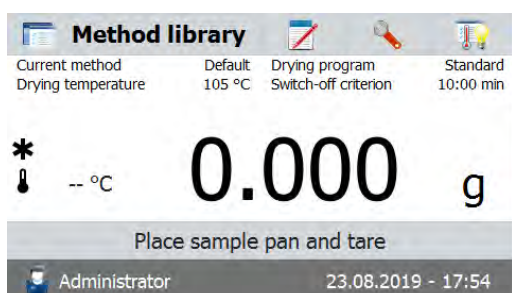 Method library
Current method Default Drying program Standard
Drying temperature 105 °C Switch-off criterion 10:00 min
*
-- °C 0.000 g
Place sample pan and tare
Administrator 23.08.2019 - 17:54